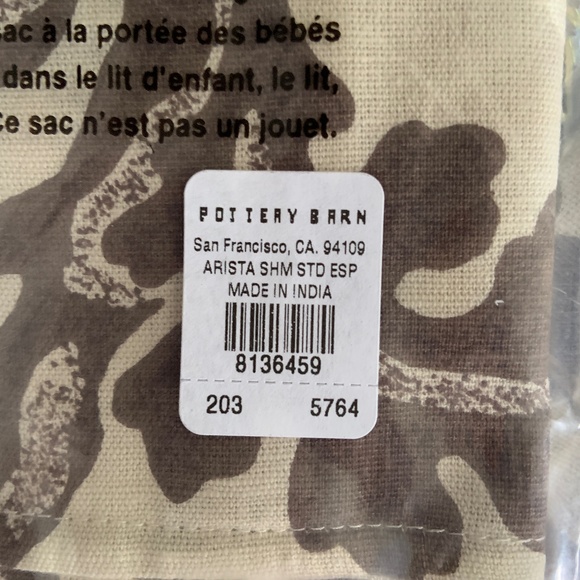 sac à la portée des bébés
dans le lit d'enfant, le lit,
Ce sac n'est pas un jouet.
POTTERY BARN
San Francisco, CA. 94109
ARISTA SHM STD ESP
MADE IN INDIA
8136459
203 5764